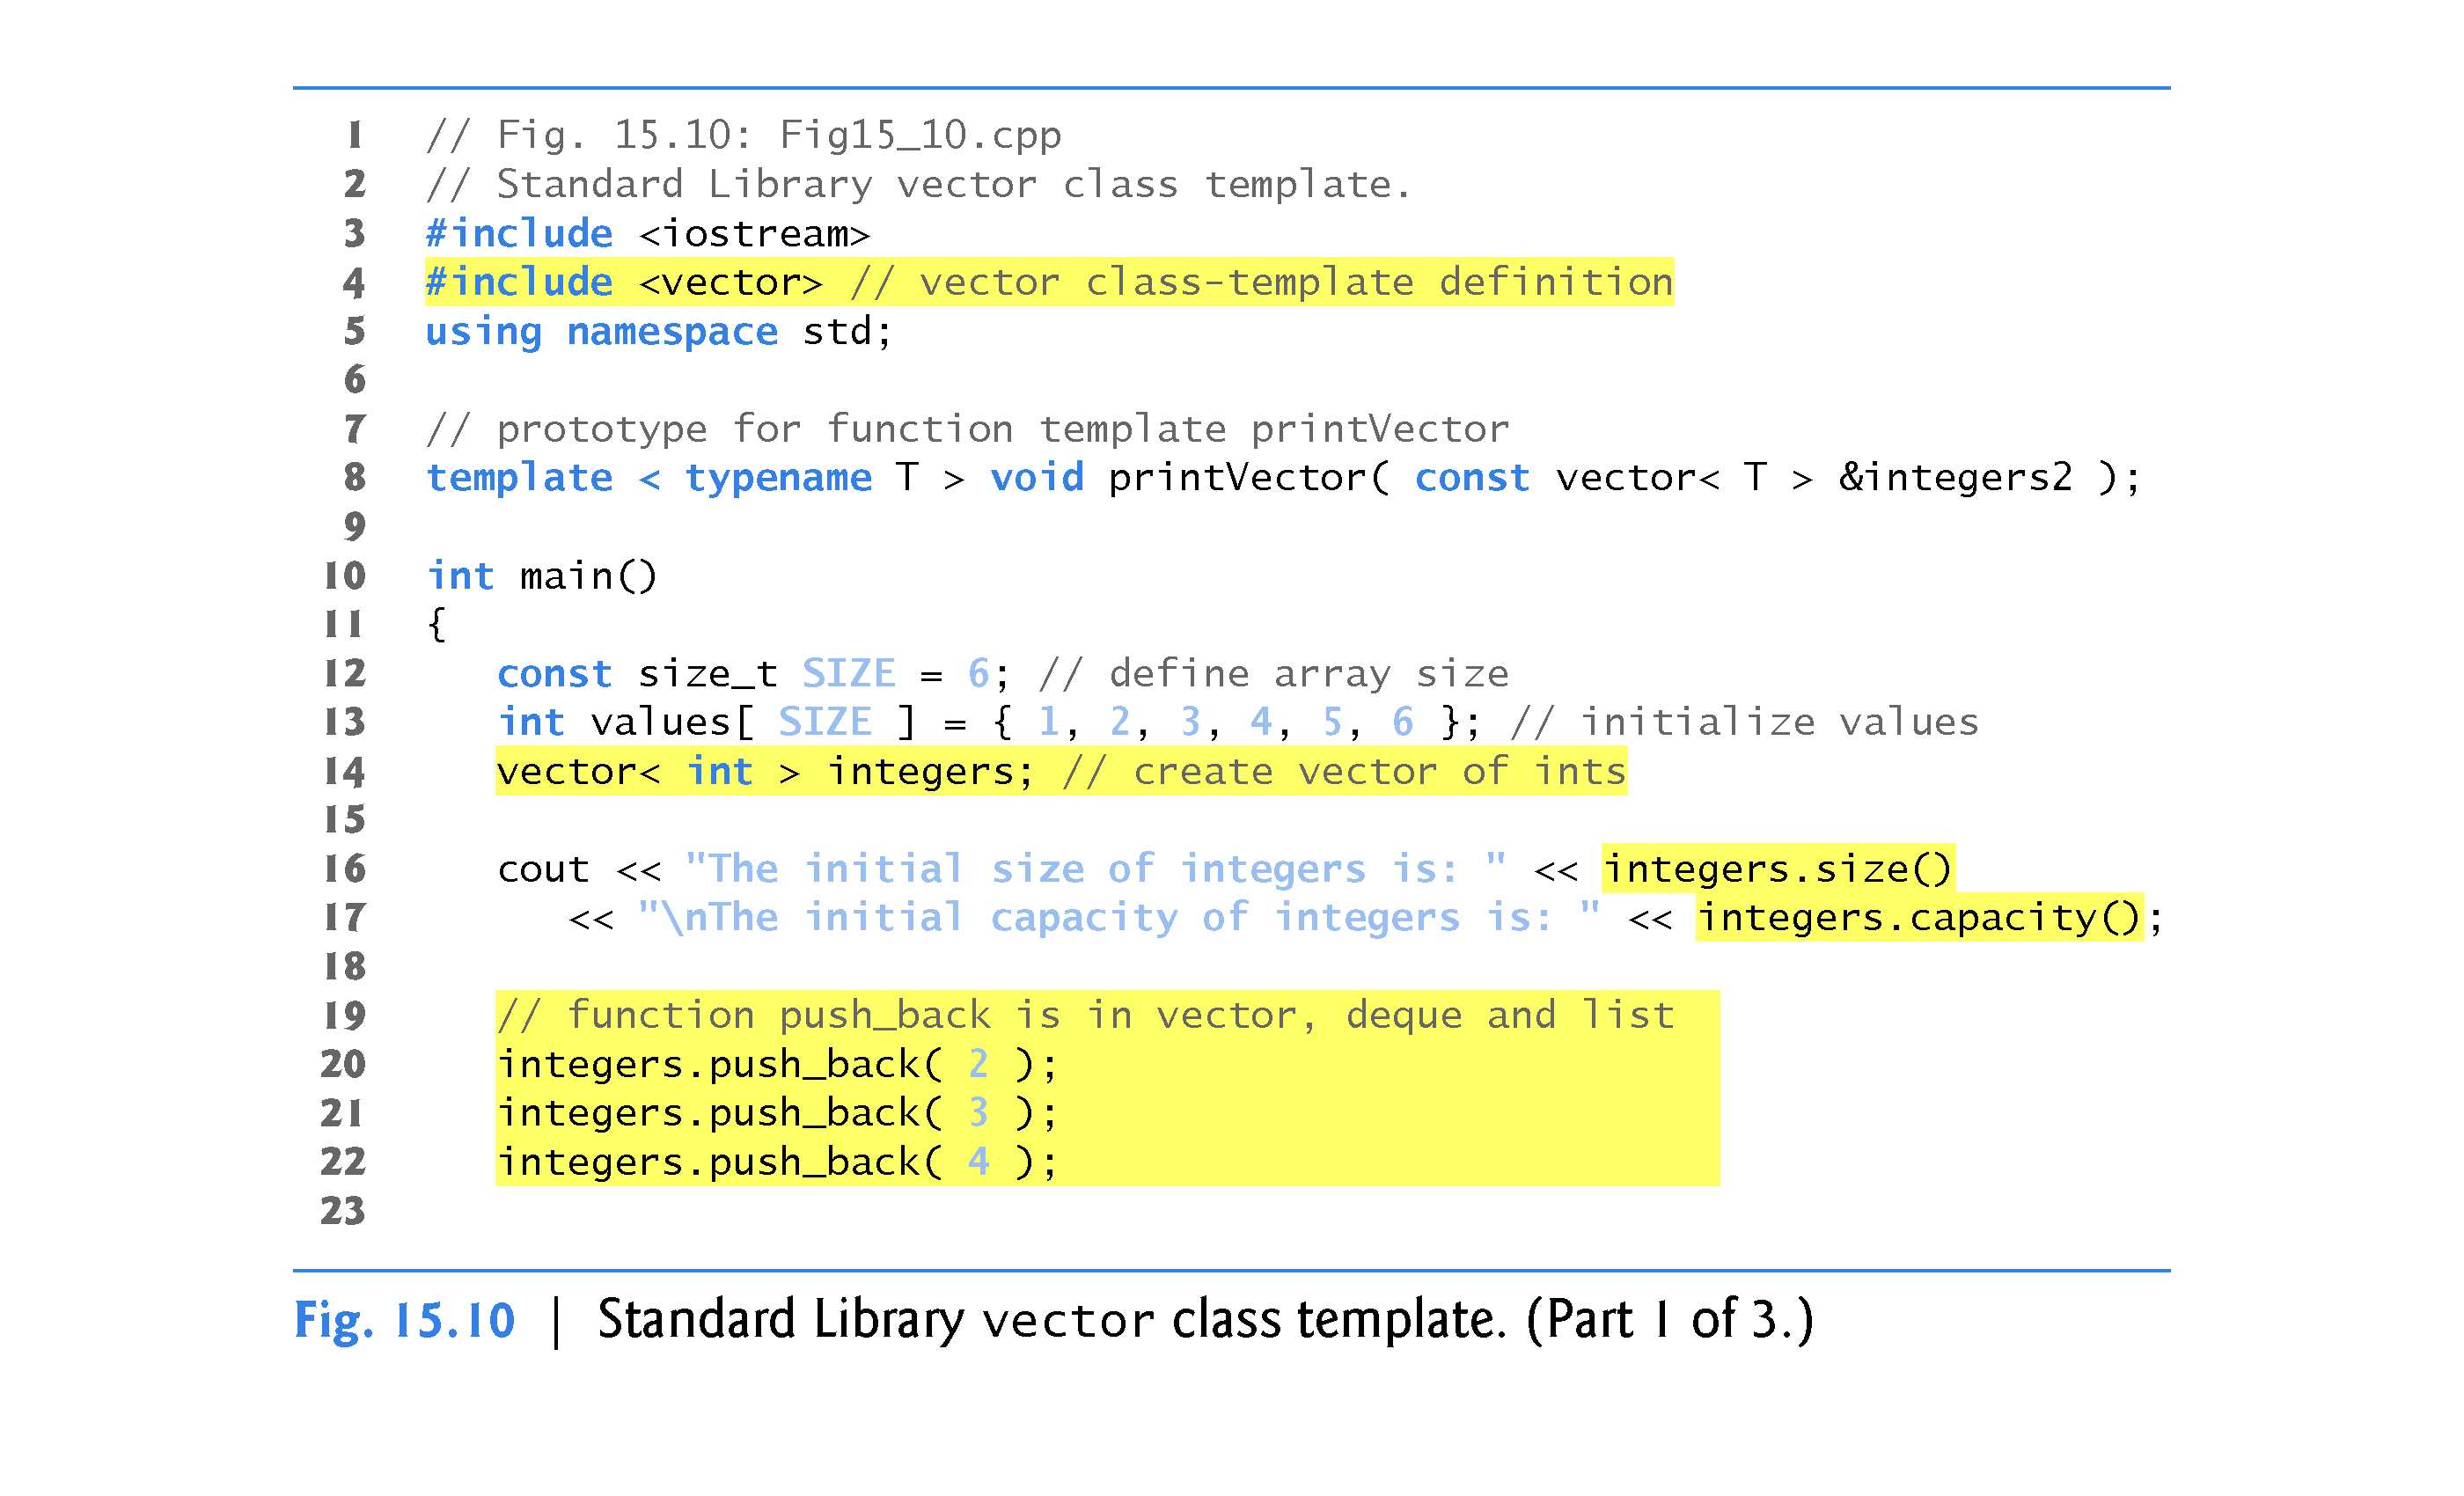 1 // Fig. 15.10: Fig15_10.cpp
2 // Standard Library vector class template.
3 #include <iostream>
4 #include <vector> // vector class-template definition
5 using namespace std;
6
7 // prototype for function template printVector
8 template < typename T > void printVector( const vector< T > &integers2 );
9
10 int main()
11 {
12 const size_t SIZE = 6; // define array size
13 int values[ SIZE ] = { 1, 2, 3, 4, 5, 6 }; // initialize values
14 vector< int > integers; // create vector of ints
15
16 cout << "The initial size of integers is: " << integers.size()
17 << "\nThe initial capacity of integers is: " << integers.capacity();
18
19 // function push_back is in vector, deque and list
20 integers.push_back( 2 );
21 integers.push_back( 3 );
22 integers.push_back( 4 );
23
Fig. 15.10 | Standard Library vector class template. (Part 1 of 3.)